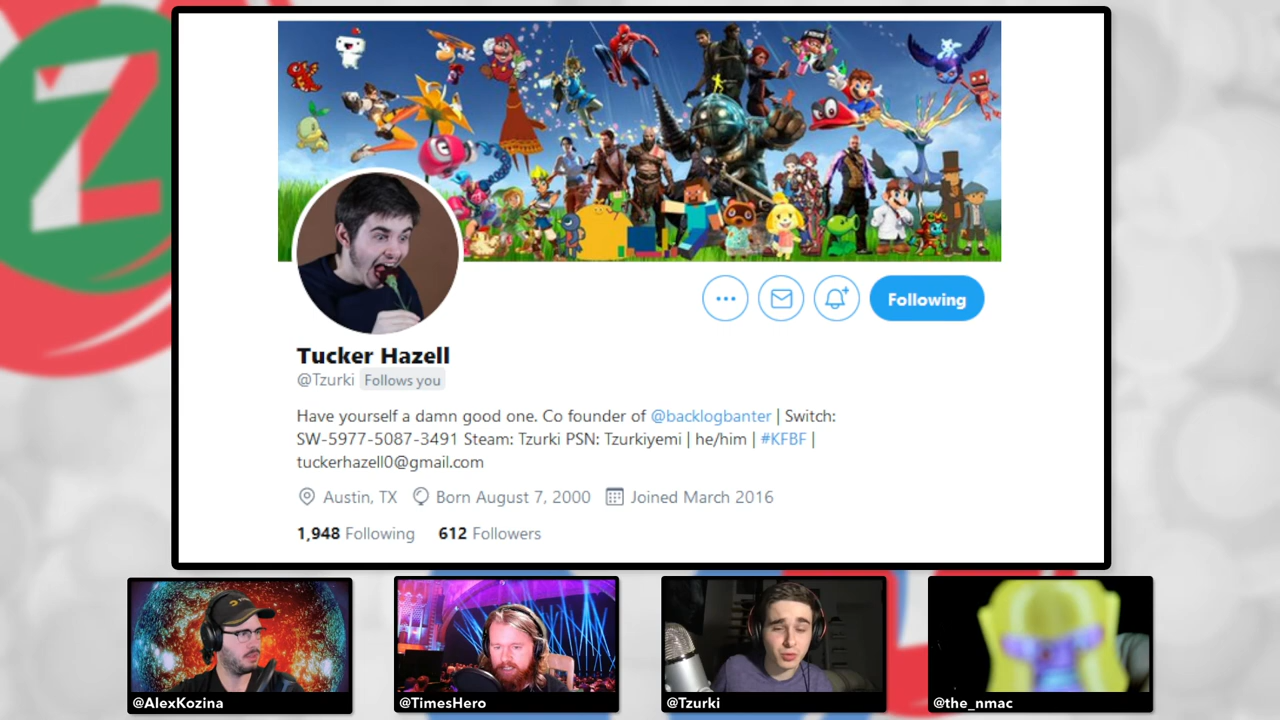 Z
Following
Tucker Hazell
@Tzurki Follows you
Have yourself a damn good one. Co founder of @backlogbanter | Switch:
SW-5977-5087-3491 Steam: Tzurki PSN: Tzurkiyemi | he/him | #KFBF |
tuckerhazell0@gmail.com
Austin, TX Born August 7, 2000 Joined March 2016
1,948 Following 612 Followers
@AlexKozina @TimesHero @Tzurki @the_nmac